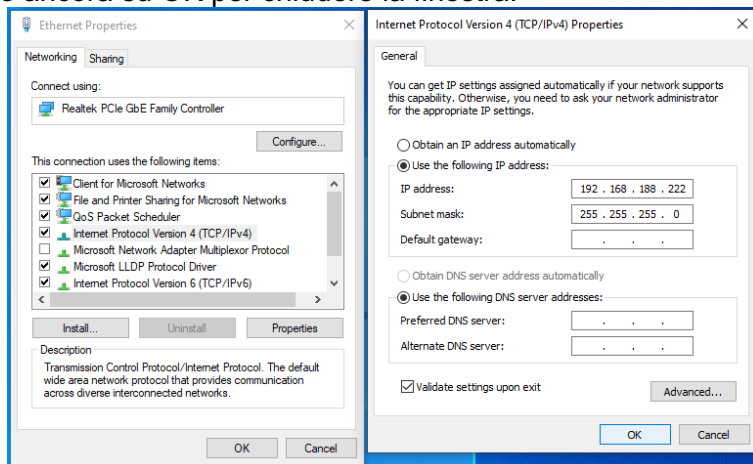 ancora su OK per chiudere la finestra.
Ethernet Properties
Networking Sharing
Connect using:
Realtek PCIe GbE Family Controller
Configure...
This connection uses the following items:
Client for Microsoft Networks
File and Printer Sharing for Microsoft Networks
QoS Packet Scheduler
Internet Protocol Version 4 (TCP/IPv4)
Microsoft Network Adapter Multiplexor Protocol
Microsoft LLDP Protocol Driver
Internet Protocol Version 6 (TCP/IPv6)
Install... Uninstall Properties
Description
Transmission Control Protocol/Internet Protocol. The default
wide area network protocol that provides communication
across diverse interconnected networks.
OK Cancel
Internet Protocol Version 4 (TCP/IPv4) Properties
General
You can get IP settings assigned automatically if your network supports
this capability. Otherwise, you need to ask your network administrator
for the appropriate IP settings.
Obtain an IP address automatically
Use the following IP address:
IP address: 192 . 168 . 188 . 222
Subnet mask: 255 . 255 . 255 . 0
Default gateway: . . .
Obtain DNS server address automatically
Use the following DNS server addresses:
Preferred DNS server: . . .
Alternate DNS server: . . .
Validate settings upon exit
Advanced...
OK Cancel